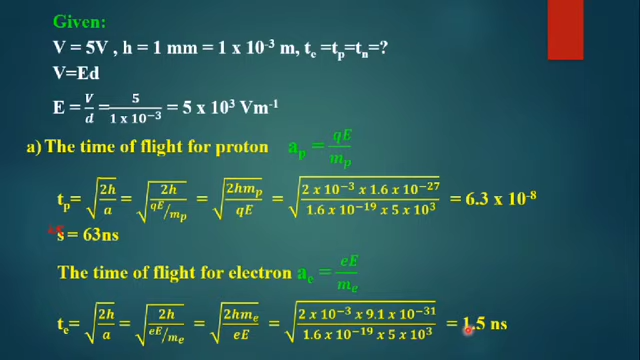 Given:
V = 5V , h = 1 mm = 1 x 10⁻³ m, tₑ =tₚ=tₙ=?
V=Ed
E = V/d = 5/(1 x 10⁻³) = 5 x 10³ Vm⁻¹
a) The time of flight for proton aₚ = qE/mₚ
tₚ= √(2h/a) = √(2h/(qE/mₚ)) = √(2hmₚ/qE) = √((2 x 10⁻³ x 1.6 x 10⁻²⁷)/(1.6 x 10⁻¹⁹ x 5 x 10³)) = 6.3 x 10⁻⁸
s = 63ns
The time of flight for electron aₑ = eE/mₑ
tₑ= √(2h/a) = √(2h/(eE/mₑ)) = √(2hmₑ/eE) = √((2 x 10⁻³ x 9.1 x 10⁻³¹)/(1.6 x 10⁻¹⁹ x 5 x 10³)) = 1.5 ns